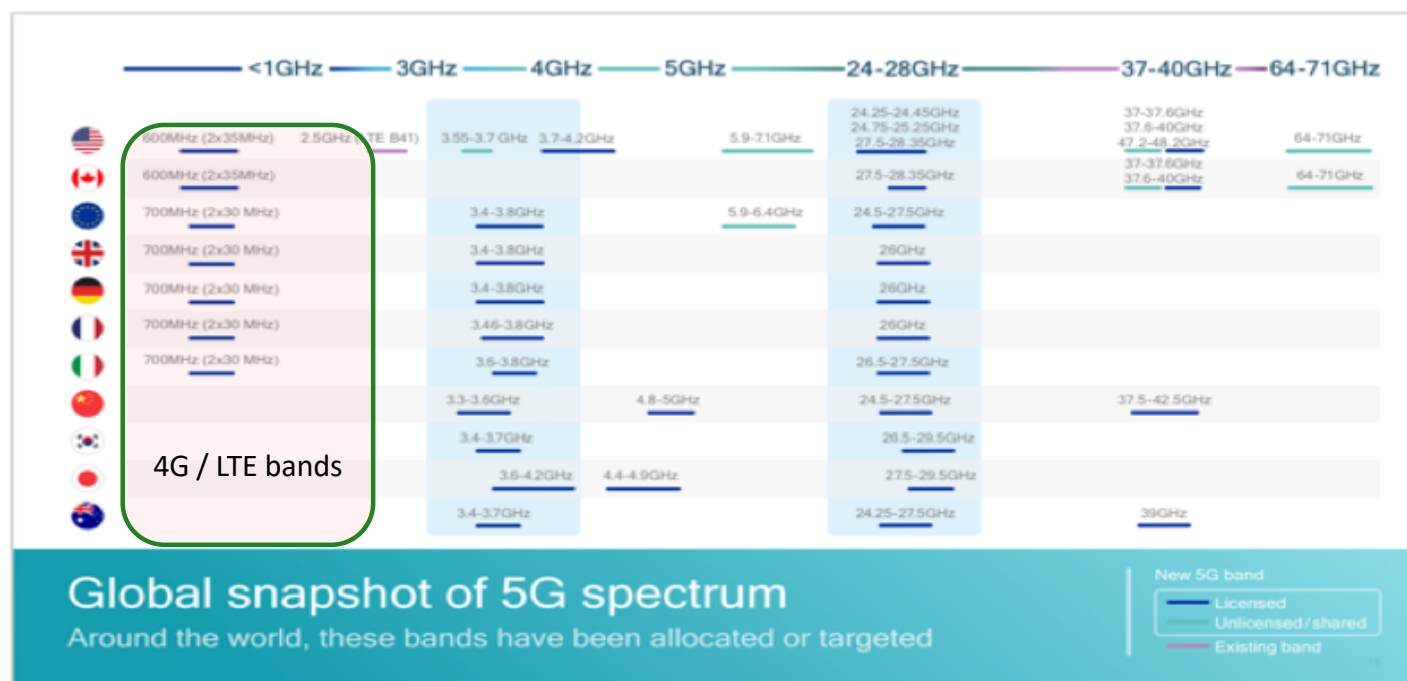 <1GHz 3GHz 4GHz 5GHz 24-28GHz 37-40GHz 64-71GHz
24.25-24.45GHz 37-37.6GHz
24.75-25.25GHz 37.6-40GHz
600MHz (2x35MHz) 2.5GHz (LTE B41) 3.55-3.7 GHz 3.7-4.2GHz 5.9-7.1GHz 27.5-28.35GHz 47.2-48.2GHz 64-71GHz
37-37.6GHz
600MHz (2x35MHz) 27.5-28.35GHz 37.6-40GHz 64-71GHz
700MHz (2x30 MHz) 3.4-3.8GHz 5.9-6.4GHz 24.5-27.5GHz
700MHz (2x30 MHz) 3.4-3.8GHz 26GHz
700MHz (2x30 MHz) 3.4-3.8GHz 26GHz
700MHz (2x30 MHz) 3.46-3.8GHz 26GHz
700MHz (2x30 MHz) 3.6-3.8GHz 26.5-27.5GHz
3.3-3.6GHz 4.8-5GHz 24.5-27.5GHz 37.5-42.5GHz
3.4-3.7GHz 26.5-29.5GHz
4G / LTE bands
3.6-4.2GHz 4.4-4.9GHz 27.5-29.5GHz
3.4-3.7GHz 24.25-27.5GHz 39GHz
Global snapshot of 5G spectrum
Around the world, these bands have been allocated or targeted
New 5G band
Licensed
Unlicensed/shared
Existing band